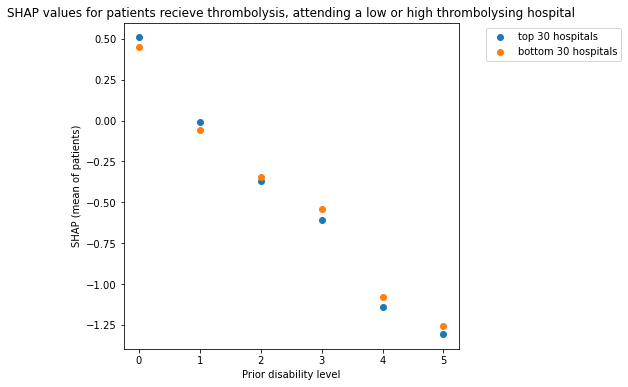 SHAP values for patients recieve thrombolysis, attending a low or high thrombolysing hospital
top 30 hospitals
bottom 30 hospitals
SHAP (mean of patients)
0.50
0.25
0.00
−0.25
−0.50
−0.75
−1.00
−1.25
0 1 2 3 4 5
Prior disability level